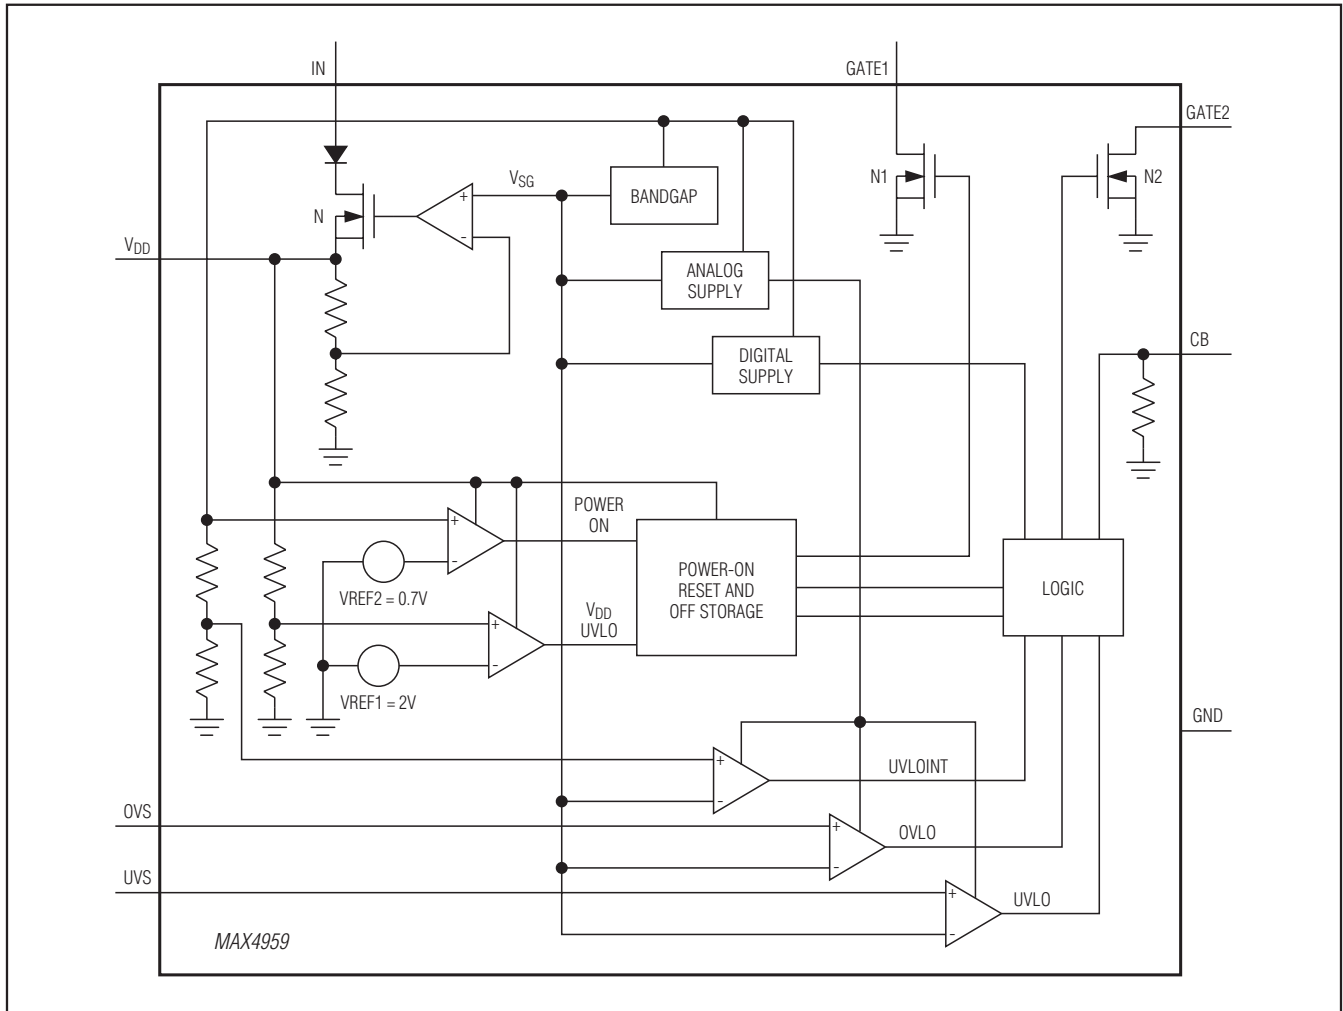 IN
GATE1
GATE2
VSG
BANDGAP
N1
N2
N
+
-
VDD
ANALOG
SUPPLY
CB
DIGITAL
SUPPLY
POWER
ON
+
-
VREF2 = 0.7V
POWER-ON
RESET AND
OFF STORAGE
LOGIC
VDD
UVLO
+
-
VREF1 = 2V
GND
+
-
UVLOINT
OVS
+
-
OVLO
UVS
+
-
UVLO
MAX4959